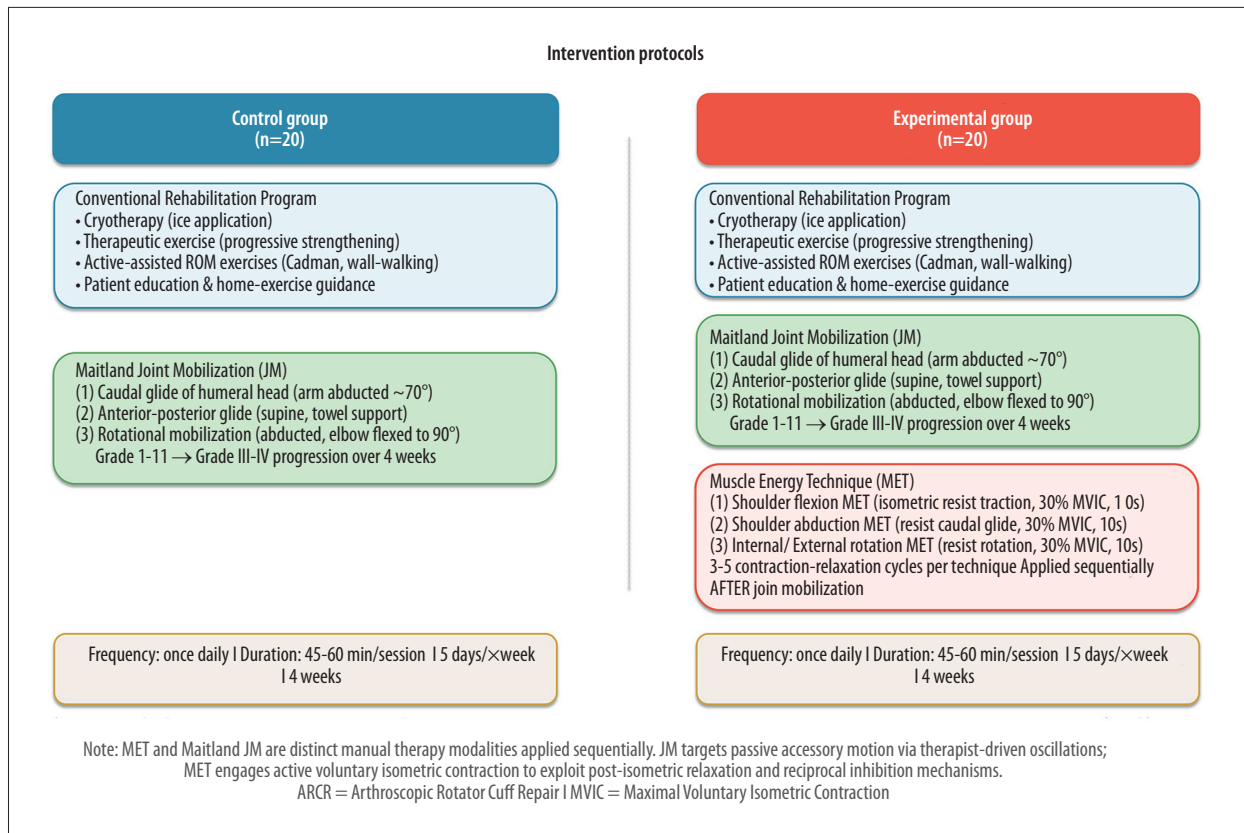 Intervention protocols
Control group
(n=20)
Conventional Rehabilitation Program
• Cryotherapy (ice application)
• Therapeutic exercise (progressive strengthening)
• Active-assisted ROM exercises (Cadman, wall-walking)
• Patient education & home-exercise guidance
Maitland Joint Mobilization (JM)
(1) Caudal glide of humeral head (arm abducted ~70°)
(2) Anterior-posterior glide (supine, towel support)
(3) Rotational mobilization (abducted, elbow flexed to 90°)
Grade 1-11 → Grade III-IV progression over 4 weeks
Frequency: once daily I Duration: 45-60 min/session I 5 days/×week
I 4 weeks
Experimental group
(n=20)
Conventional Rehabilitation Program
• Cryotherapy (ice application)
• Therapeutic exercise (progressive strengthening)
• Active-assisted ROM exercises (Cadman, wall-walking)
• Patient education & home-exercise guidance
Maitland Joint Mobilization (JM)
(1) Caudal glide of humeral head (arm abducted ~70°)
(2) Anterior-posterior glide (supine, towel support)
(3) Rotational mobilization (abducted, elbow flexed to 90°)
Grade 1-11 → Grade III-IV progression over 4 weeks
Muscle Energy Technique (MET)
(1) Shoulder flexion MET (isometric resist traction, 30% MVIC, 1 0s)
(2) Shoulder abduction MET (resist caudal glide, 30% MVIC, 10s)
(3) Internal/ External rotation MET (resist rotation, 30% MVIC, 10s)
3-5 contraction-relaxation cycles per technique Applied sequentially
AFTER join mobilization
Frequency: once daily I Duration: 45-60 min/session I 5 days/×week
I 4 weeks
Note: MET and Maitland JM are distinct manual therapy modalities applied sequentially. JM targets passive accessory motion via therapist-driven oscillations;
MET engages active voluntary isometric contraction to exploit post-isometric relaxation and reciprocal inhibition mechanisms.
ARCR = Arthroscopic Rotator Cuff Repair I MVIC = Maximal Voluntary Isometric Contraction